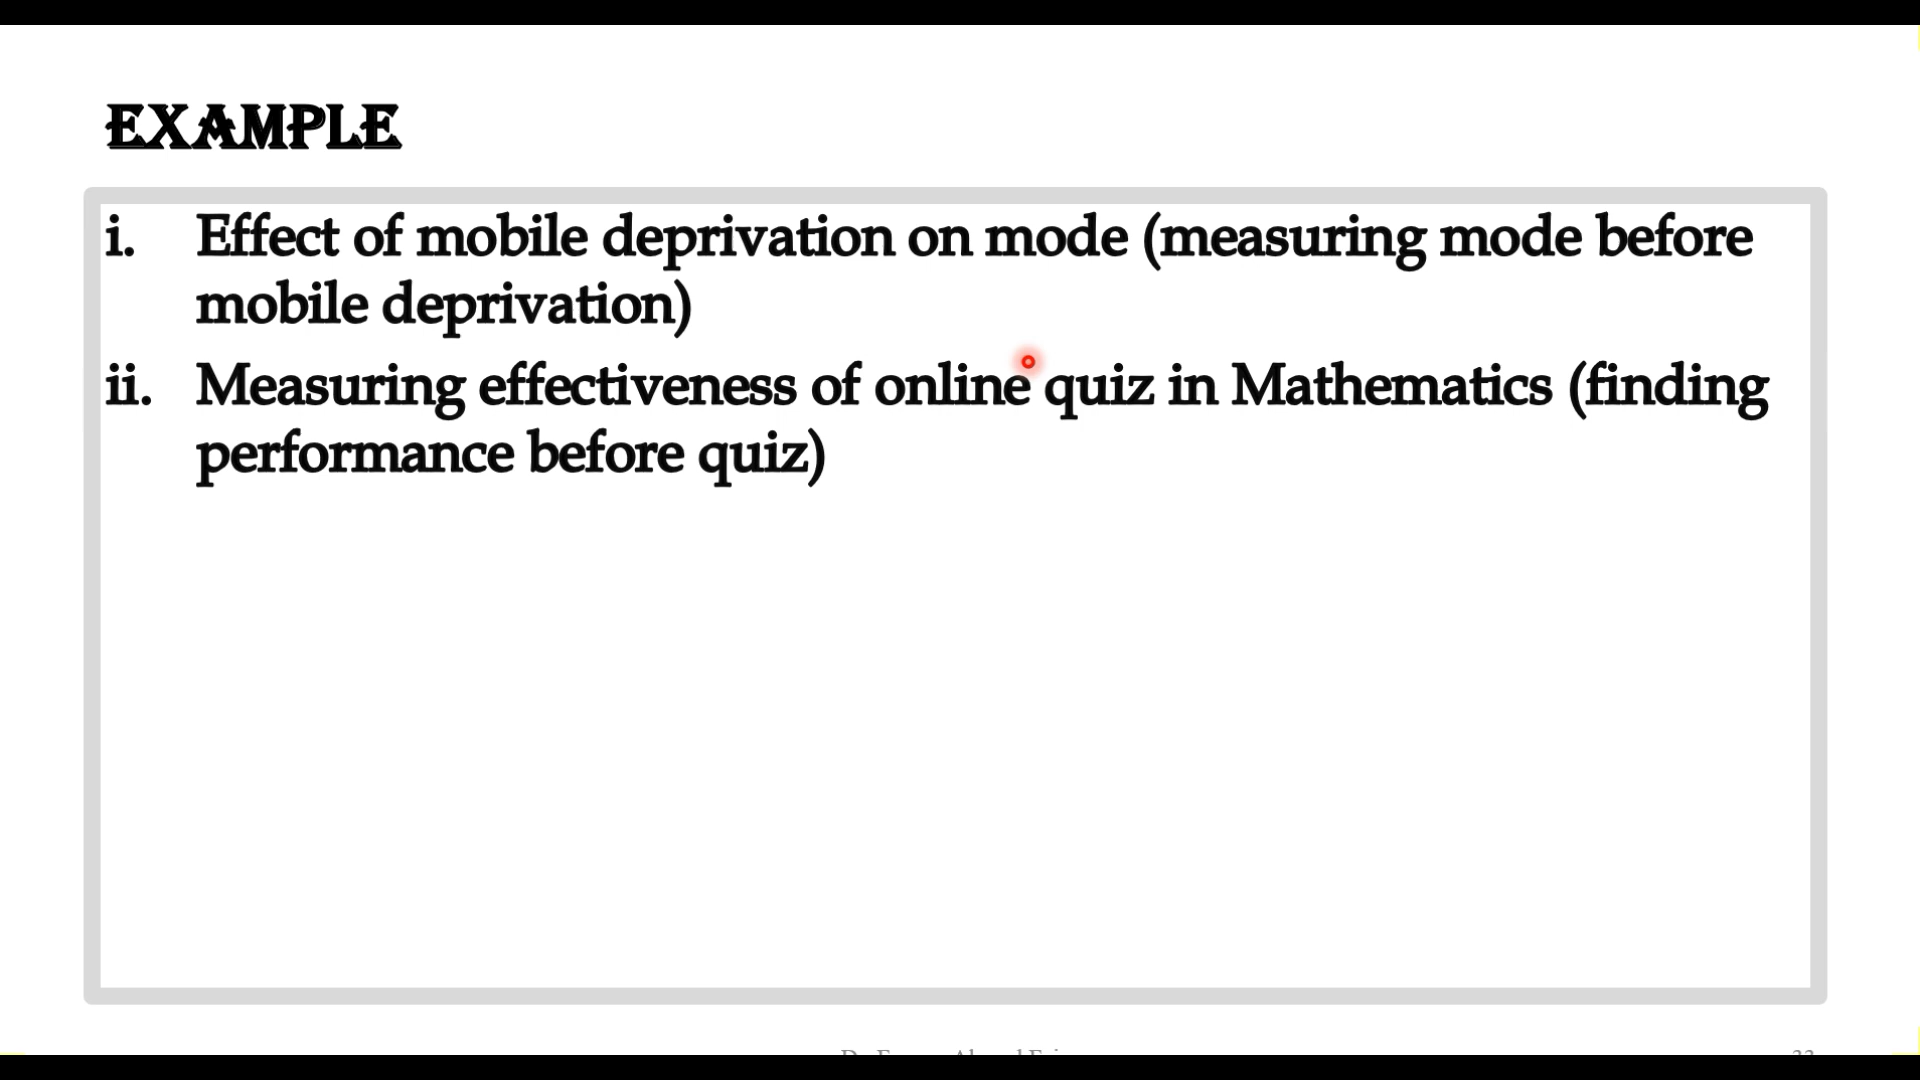 EXAMPLE
i. Effect of mobile deprivation on mode (measuring mode before
mobile deprivation)
ii. Measuring effectiveness of online quiz in Mathematics (finding
performance before quiz)